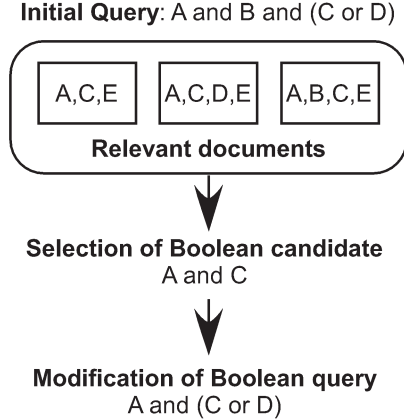 Initial Query: A and B and (C or D)
A,C,E
A,C,D,E
A,B,C,E
Relevant documents
Selection of Boolean candidate
A and C
Modification of Boolean query
A and (C or D)